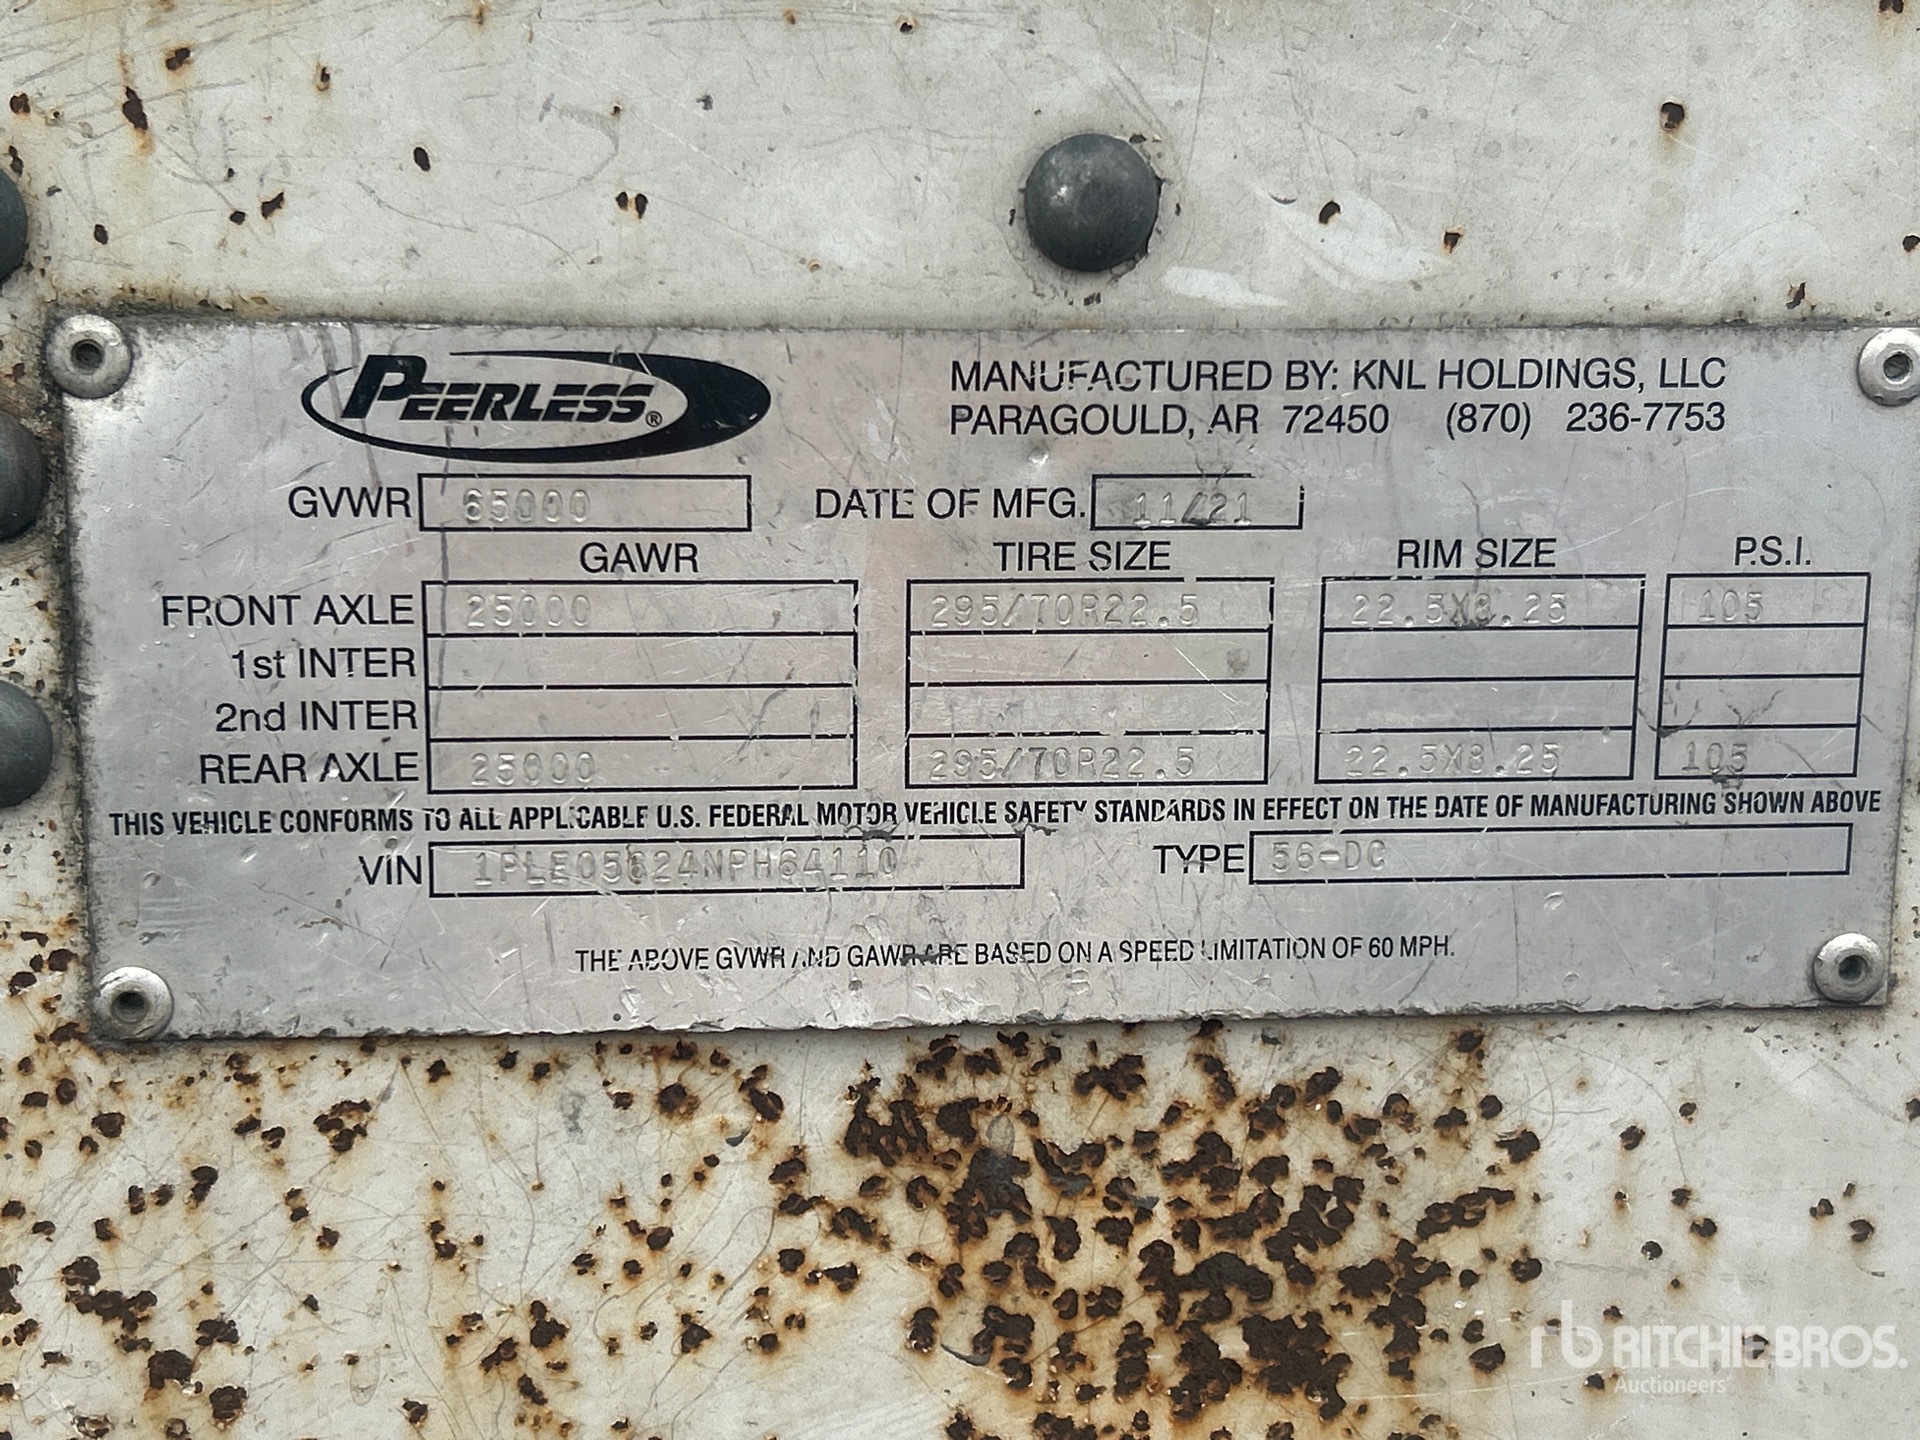 PEERLESS®
MANUFACTURED BY: KNL HOLDINGS, LLC
PARAGOULD, AR 72450 (870) 236-7753
GVWR 65000 DATE OF MFG. 11/21
GAWR TIRE SIZE RIM SIZE P.S.I.
FRONT AXLE 25000 295/70R22.5 22.5X8.25 105
1st INTER
2nd INTER
REAR AXLE 25000 295/70R22.5 22.5X8.25 105
THIS VEHICLE CONFORMS TO ALL APPLICABLE U.S. FEDERAL MOTOR VEHICLE SAFETY STANDARDS IN EFFECT ON THE DATE OF MANUFACTURING SHOWN ABOVE
VIN 1PLE05624NPH64110 TYPE 56-DC
THE ABOVE GVWR AND GAWR ARE BASED ON A SPEED LIMITATION OF 60 MPH.
rb RITCHIE BROS.
Auctioneers